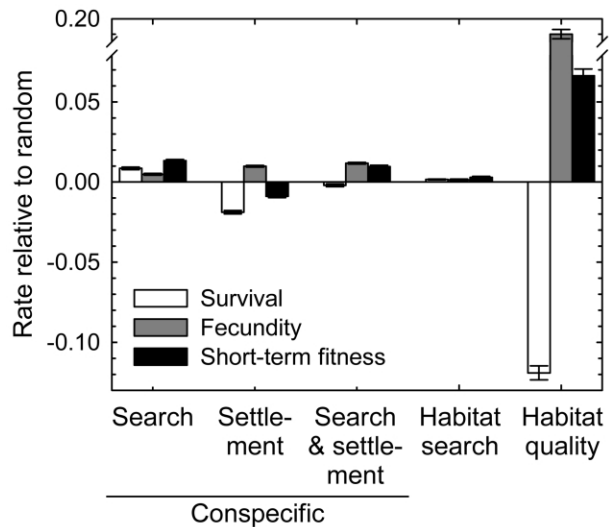 0.20
0.05
0.00
-0.05
-0.10
Rate relative to random
Survival
Fecundity
Short-term fitness
Search
Settle-
ment
Search
& settle-
ment
Habitat
search
Habitat
quality
Conspecific